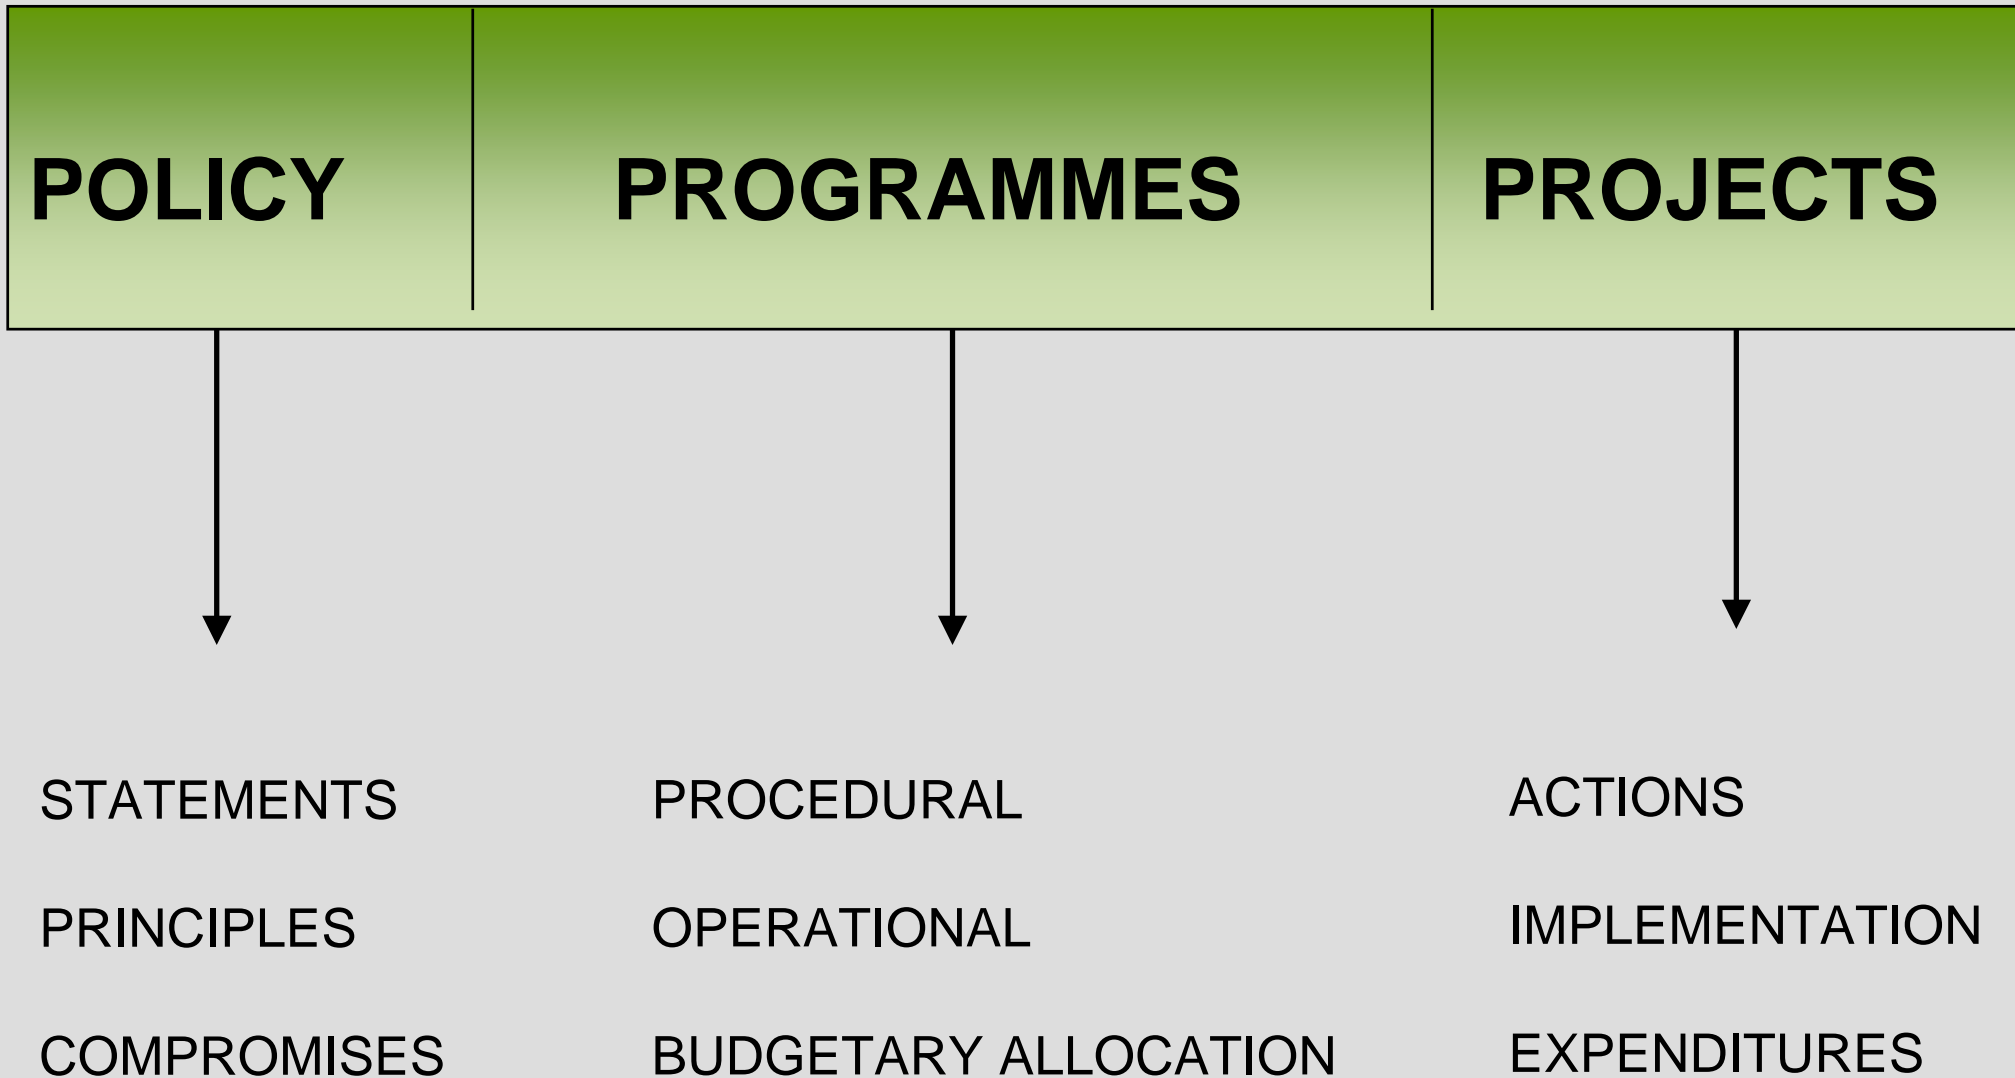 POLICY
PROGRAMMES
PROJECTS
STATEMENTS
PRINCIPLES
COMPROMISES
PROCEDURAL
OPERATIONAL
BUDGETARY ALLOCATION
ACTIONS
IMPLEMENTATION
EXPENDITURES